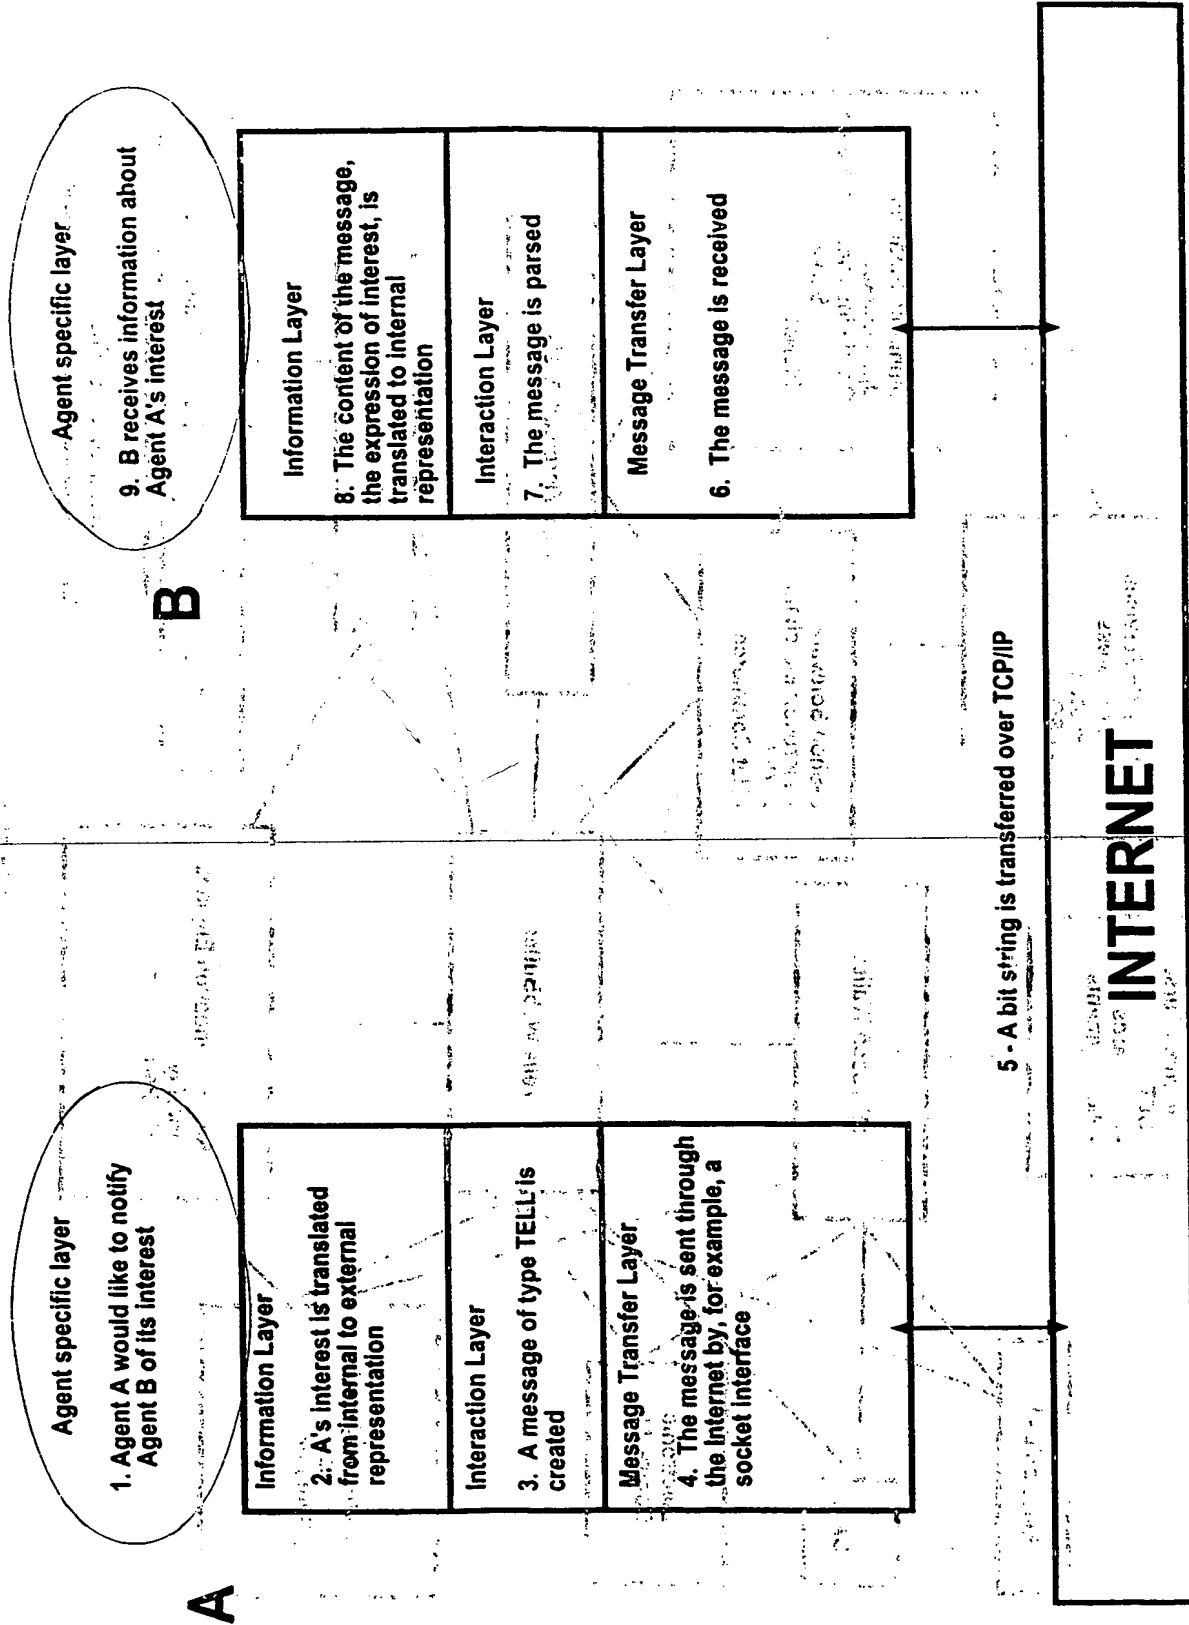 A
Agent specific layer
1. Agent A would like to notify
Agent B of its interest
Information Layer
2. A's interest is translated
from internal to external
representation
Interaction Layer
3. A message of type TELL is
created
Message Transfer Layer
4. The message is sent through
the Internet by, for example, a
socket interface
B
Agent specific layer
9. B receives information about
Agent A's interest
Information Layer
8. The content of the message,
the expression of interest, is
translated to internal
representation
Interaction Layer
7. The message is parsed
Message Transfer Layer
6. The message is received
5 - A bit string is transferred over TCP/IP
INTERNET